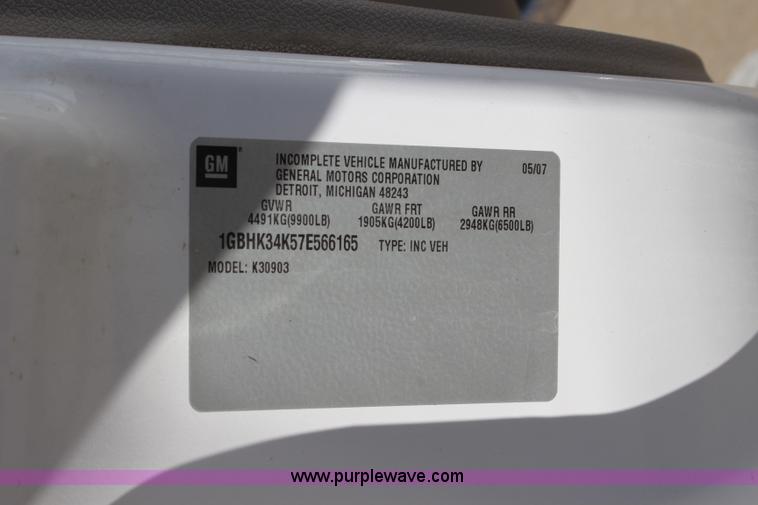 GM
INCOMPLETE VEHICLE MANUFACTURED BY 05/07
GENERAL MOTORS CORPORATION
DETROIT, MICHIGAN 48243
GVWR GAWR FRT GAWR RR
4491KG(9900LB) 1905KG(4200LB) 2948KG(6500LB)
1GBHK34K57E566165 TYPE: INC VEH
MODEL: K30903
www.purplewave.com